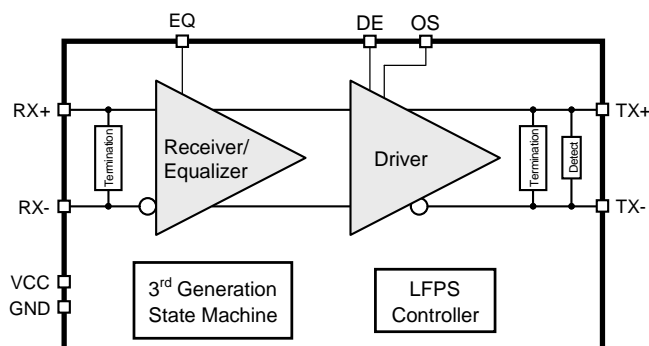 EQ
DE
OS
RX+
TX+
Termination
Receiver/
Equalizer
Driver
Termination
Detect
RX-
TX-
VCC
GND
3rd Generation
State Machine
LFPS
Controller